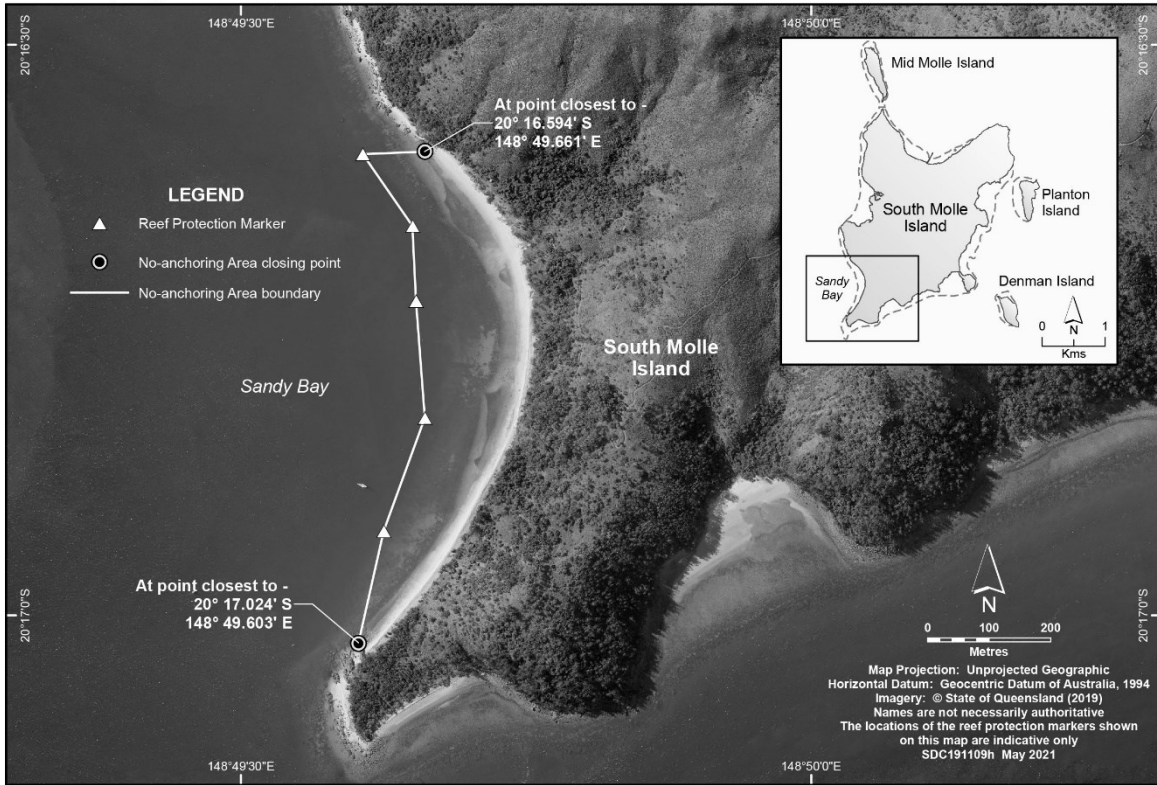 148°49'30"E
148°50'0"E
20°16'30"S
20°16'30"S
At point closest to -
20° 16.594' S
148° 49.661' E
LEGEND
Reef Protection Marker
No-anchoring Area closing point
No-anchoring Area boundary
Sandy Bay
South Molle
Island
Mid Molle Island
South Molle
Island
Planton
Island
Sandy
Bay
Denman Island
N
0 1
Kms
At point closest to -
20° 17.024' S
148° 49.603' E
20°17'0"S
20°17'0"S
N
0 100 200
Metres
Map Projection: Unprojected Geographic
Horizontal Datum: Geocentric Datum of Australia, 1994
Imagery: © State of Queensland (2019)
Names are not necessarily authoritative
The locations of the reef protection markers shown
on this map are indicative only
SDC191109h May 2021
148°49'30"E
148°50'0"E